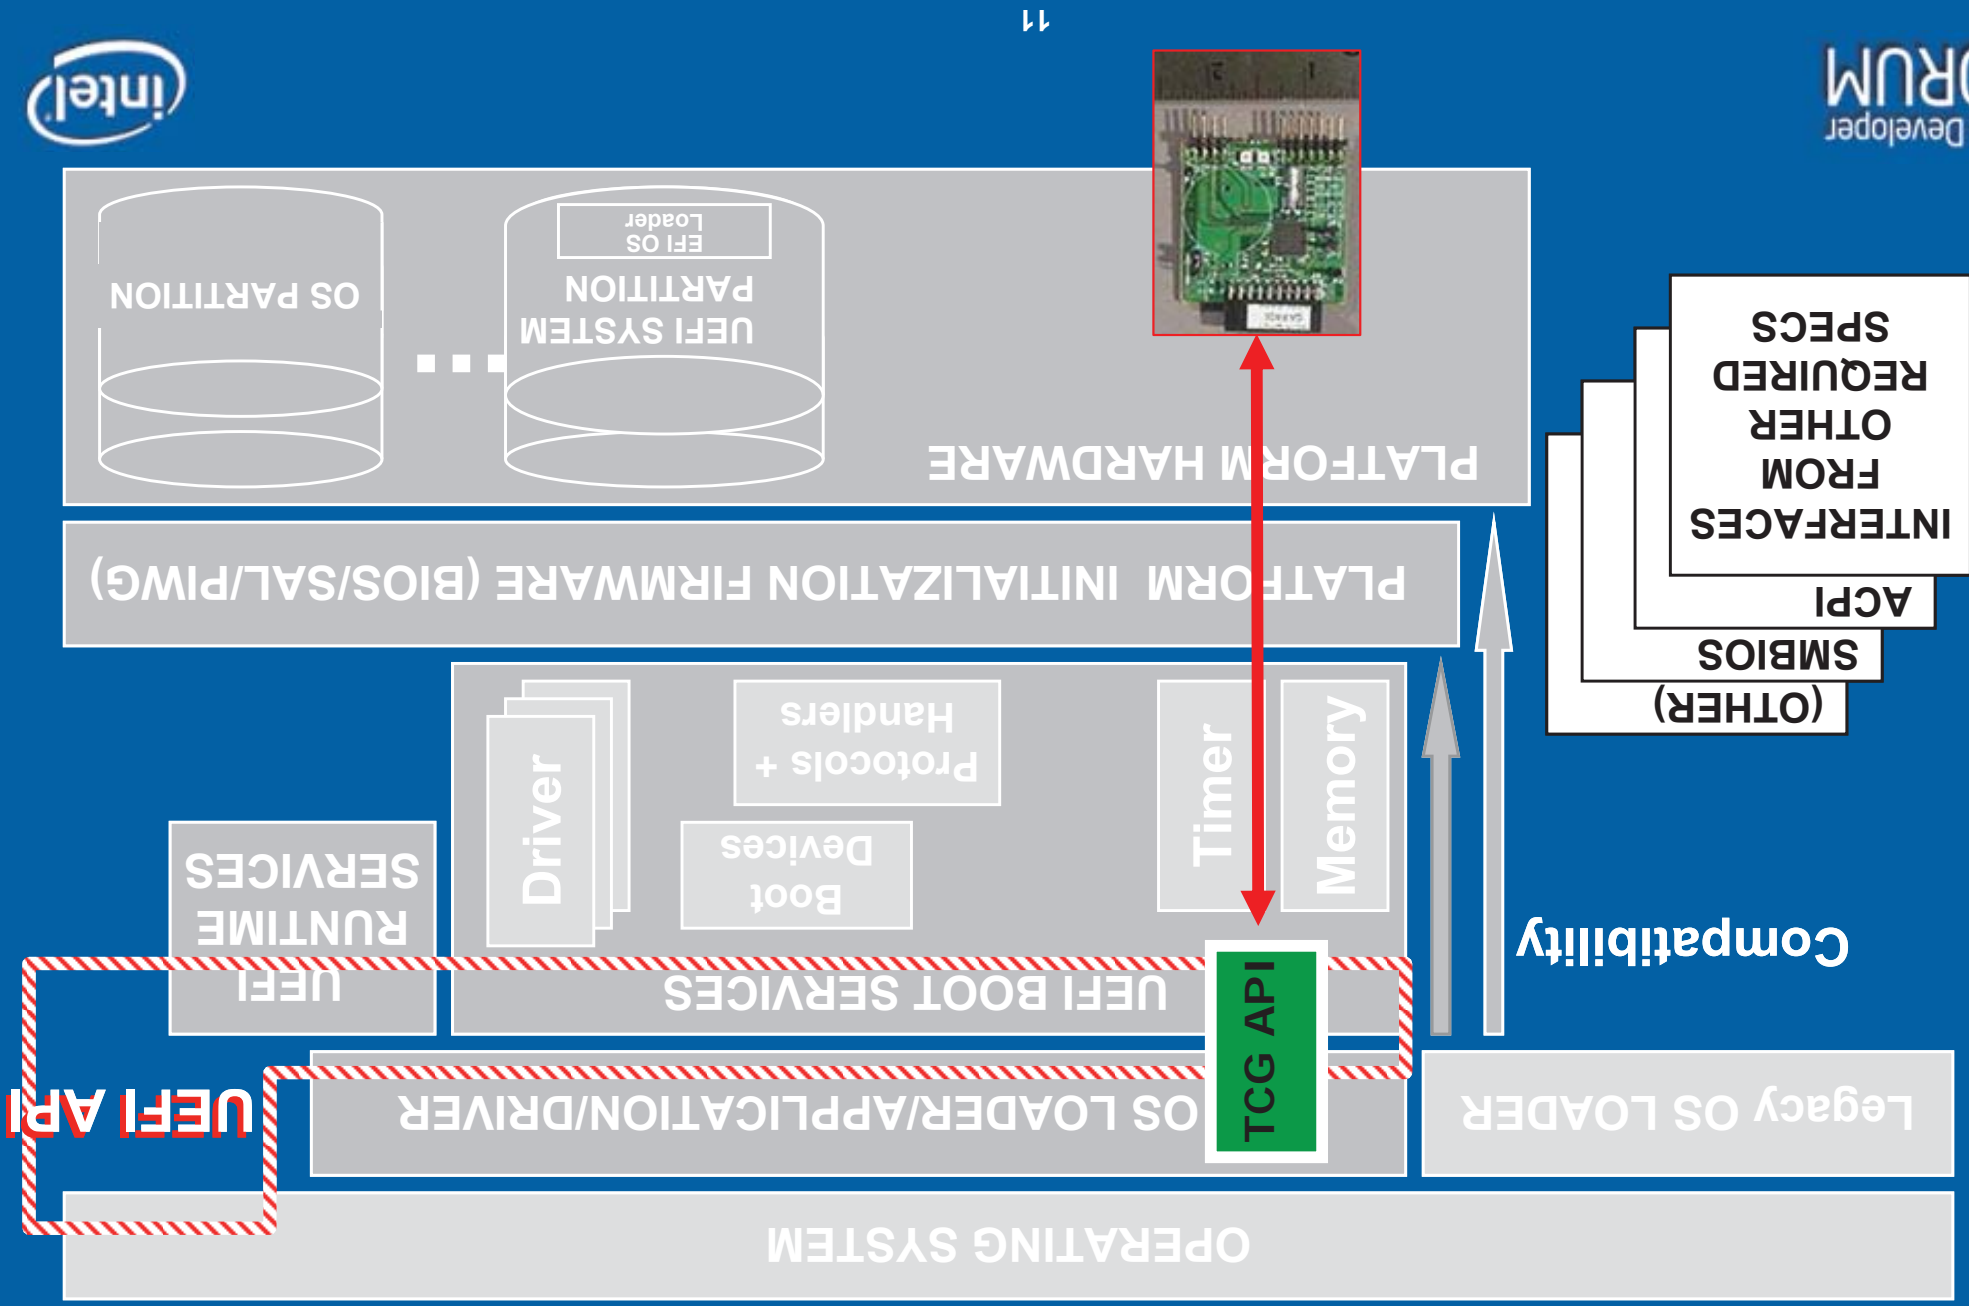 OPERATING SYSTEM
Legacy OS LOADER
OS LOADER/APPLICATION/DRIVER
UEFI API
TCG API
UEFI BOOT SERVICES
UEFI
RUNTIME
SERVICES
Compatibility
Memory
Timer
Boot
Devices
Protocols +
Handlers
Driver
(OTHER)
SMBIOS
ACPI
INTERFACES
FROM
OTHER
REQUIRED
SPECS
PLATFORM INITIALIZATION FIRMWARE (BIOS/SAL/PIWG)
PLATFORM HARDWARE
UEFI SYSTEM
PARTITION
EFI OS
Loader
...
OS PARTITION
1 2
Developer
intel
11